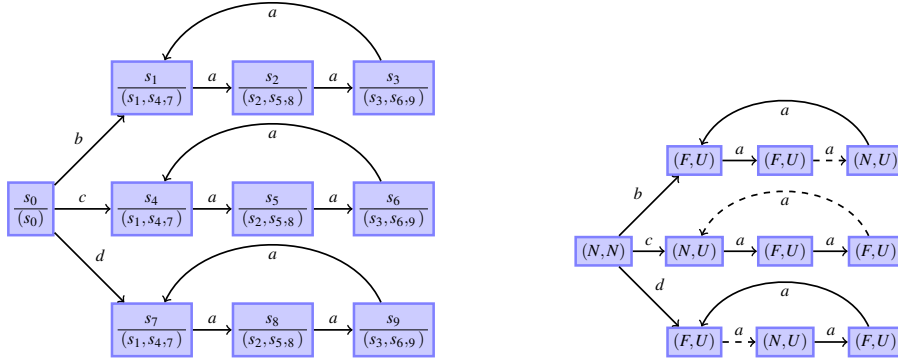 a
s₁ a s₂ a s₃
(s₁, s₄,₇) (s₂, s₅,₈) (s₃, s₆,₉)
b a
s₀ c s₄ a s₅ a s₆
(s₀) (s₁, s₄,₇) (s₂, s₅,₈) (s₃, s₆,₉)
d a
s₇ a s₈ a s₉
(s₁, s₄,₇) (s₂, s₅,₈) (s₃, s₆,₉)
a
(F, U) a (F, U) a (N, U)
b a
(N, N) c (N, U) a (F, U) a (F, U)
d a
(F, U) a (N, U) a (F, U)